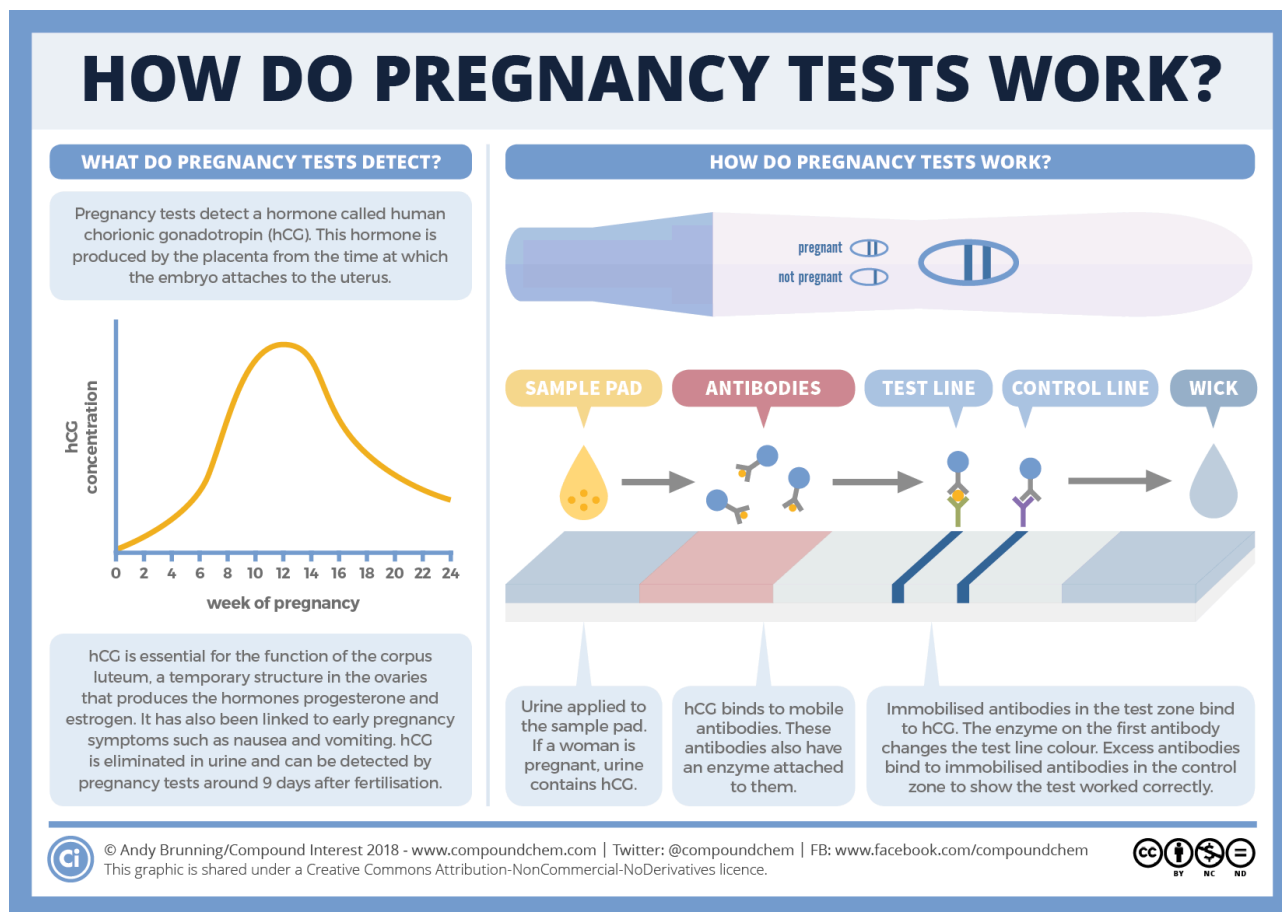 HOW DO PREGNANCY TESTS WORK?
WHAT DO PREGNANCY TESTS DETECT?
Pregnancy tests detect a hormone called human
chorionic gonadotropin (hCG). This hormone is
produced by the placenta from the time at which
the embryo attaches to the uterus.
hCG
concentration
0 2 4 6 8 10 12 14 16 18 20 22 24
week of pregnancy
hCG is essential for the function of the corpus
luteum, a temporary structure in the ovaries
that produces the hormones progesterone and
estrogen. It has also been linked to early pregnancy
symptoms such as nausea and vomiting. hCG
is eliminated in urine and can be detected by
pregnancy tests around 9 days after fertilisation.
HOW DO PREGNANCY TESTS WORK?
pregnant
not pregnant
SAMPLE PAD
ANTIBODIES
TEST LINE
CONTROL LINE
WICK
Urine applied to
the sample pad.
If a woman is
pregnant, urine
contains hCG.
hCG binds to mobile
antibodies. These
antibodies also have
an enzyme attached
to them.
Immobilised antibodies in the test zone bind
to hCG. The enzyme on the first antibody
changes the test line colour. Excess antibodies
bind to immobilised antibodies in the control
zone to show the test worked correctly.
Ci
© Andy Brunning/Compound Interest 2018 - www.compoundchem.com | Twitter: @compoundchem | FB: www.facebook.com/compoundchem
This graphic is shared under a Creative Commons Attribution-NonCommercial-NoDerivatives licence.
cc
BY NC ND